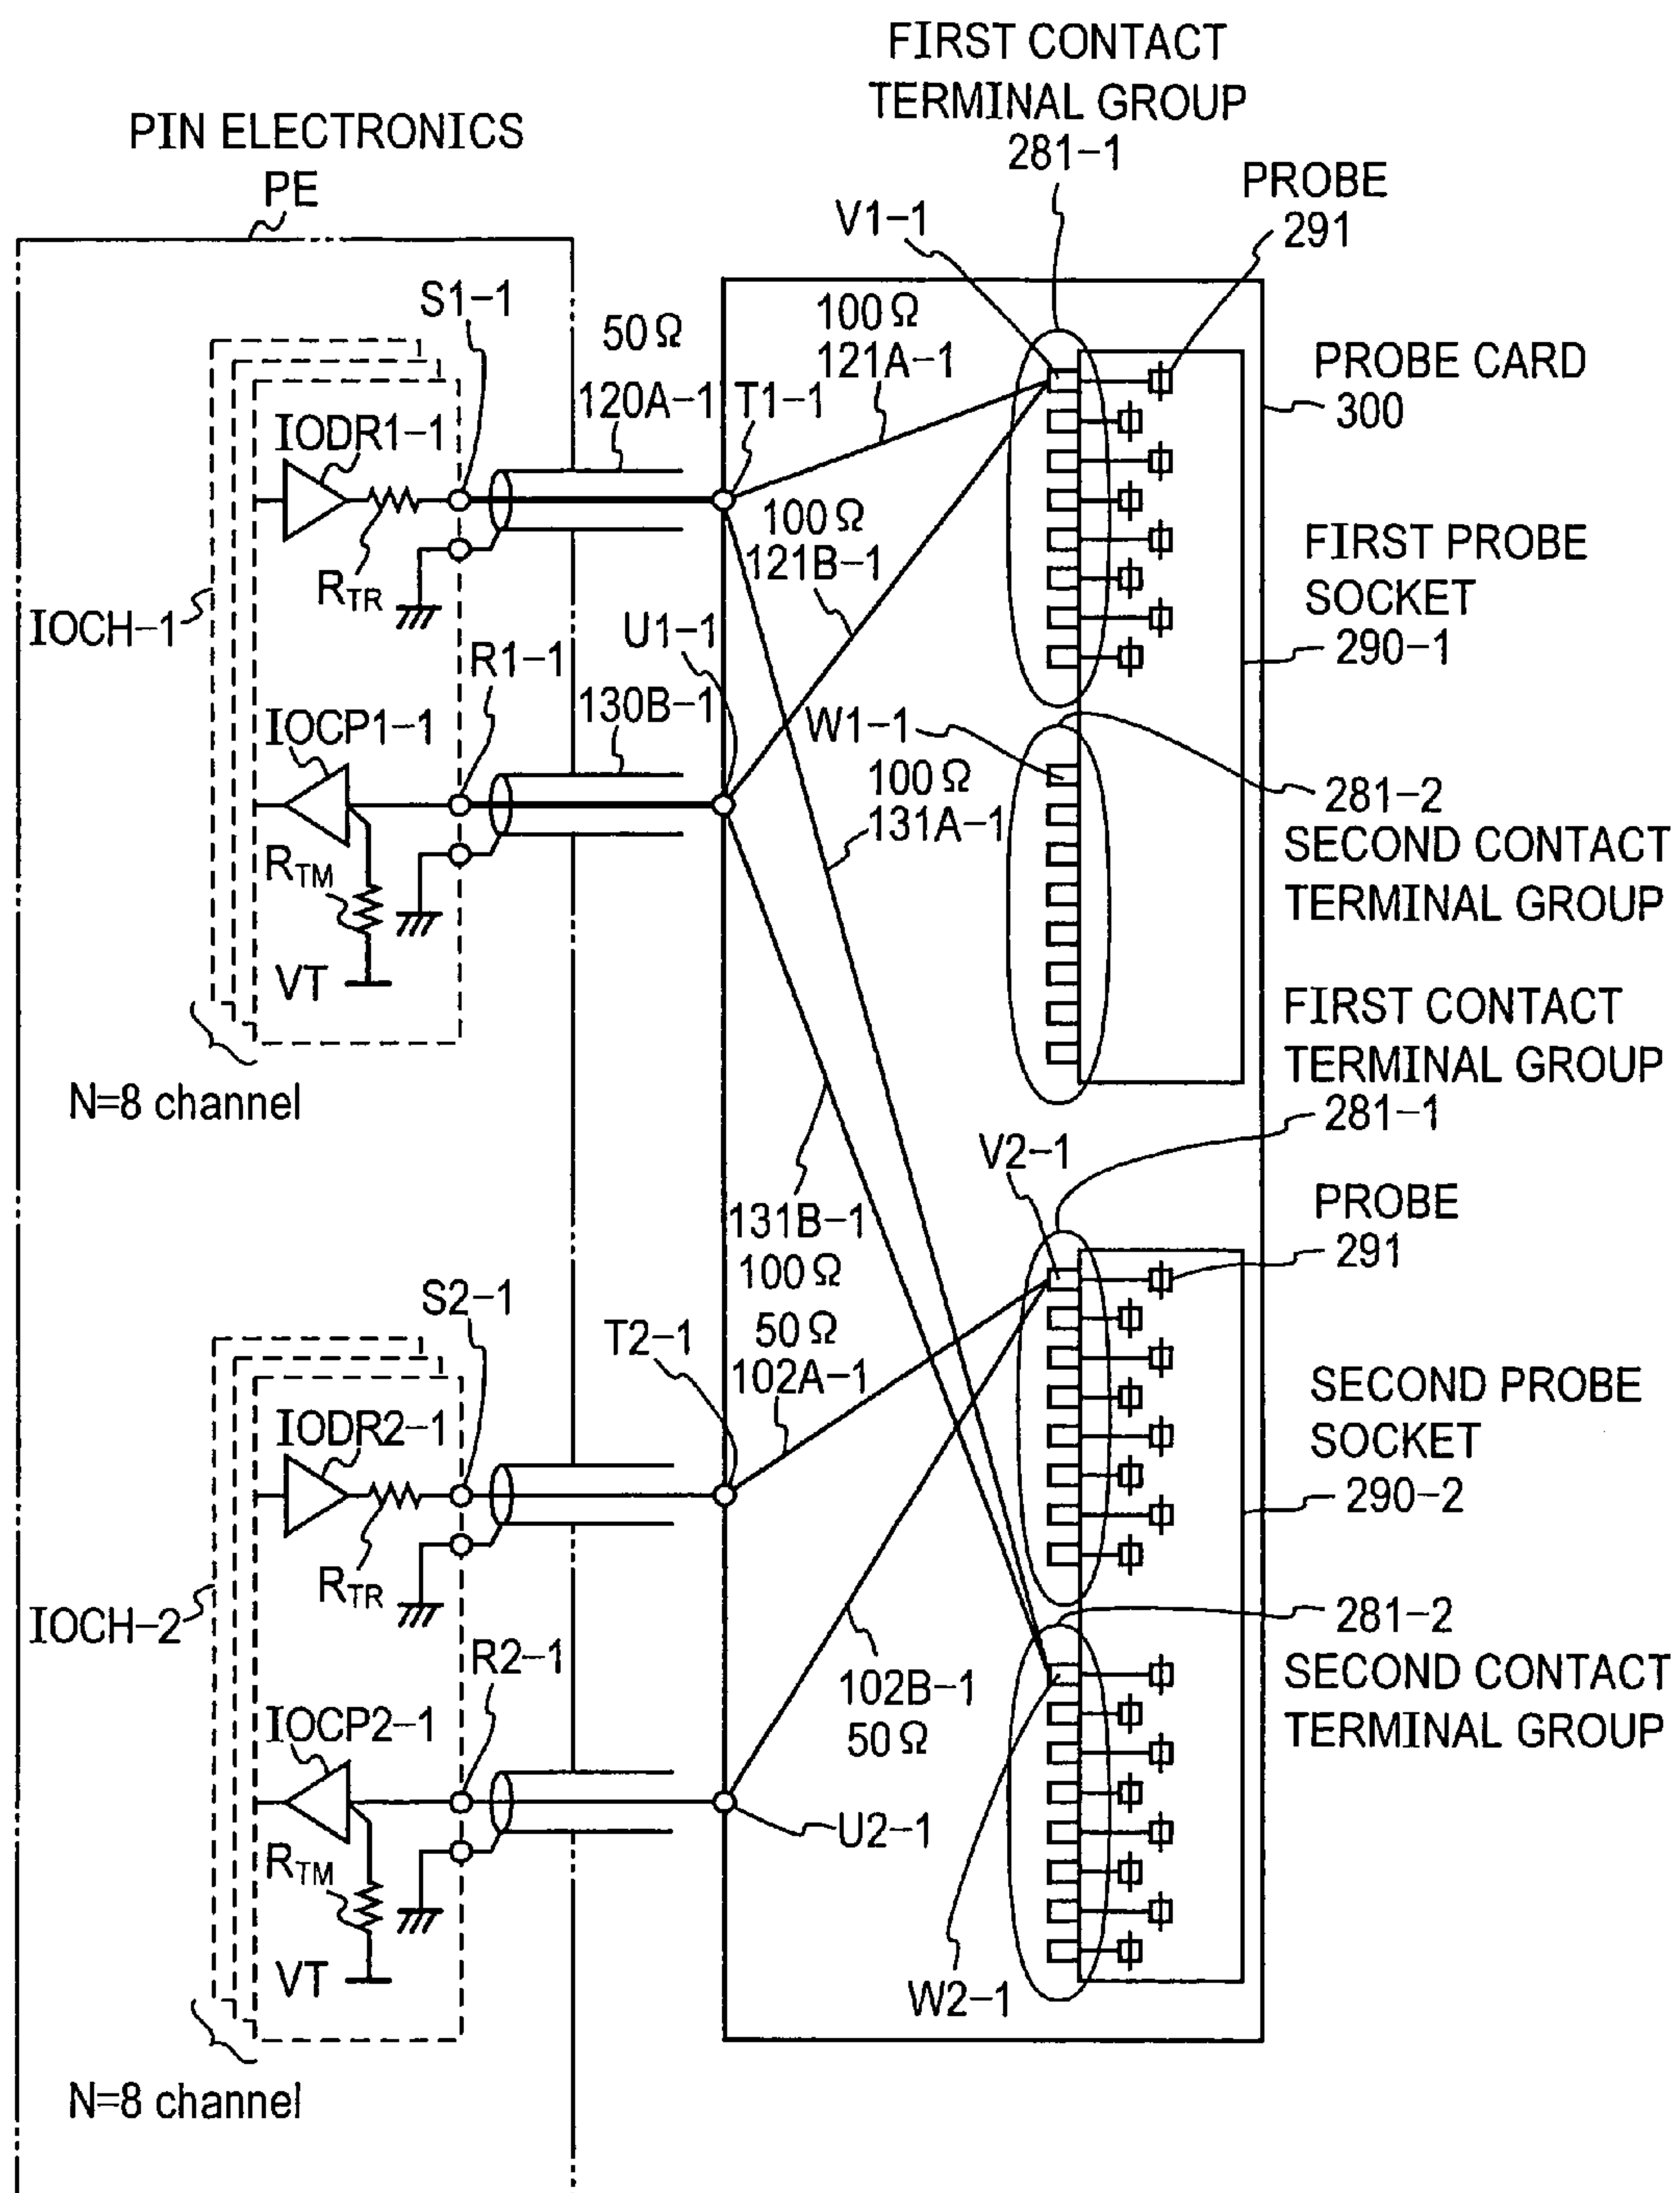 FIRST CONTACT
TERMINAL GROUP
281-1
PIN ELECTRONICS
PE
PROBE
291
V1-1
S1-1
50Ω
120A-1
T1-1
100Ω
121A-1
PROBE CARD
300
IODR1-1
RTR
100Ω
121B-1
FIRST PROBE
SOCKET
290-1
IOCH-1
U1-1
R1-1
130B-1
IOCP1-1
W1-1
100Ω
131A-1
281-2
SECOND CONTACT
TERMINAL GROUP
RTM
VT
N=8 channel
FIRST CONTACT
TERMINAL GROUP
281-1
V2-1
131B-1
100Ω
PROBE
291
S2-1
T2-1
50Ω
102A-1
SECOND PROBE
SOCKET
290-2
IODR2-1
RTR
IOCH-2
R2-1
281-2
SECOND CONTACT
TERMINAL GROUP
102B-1
50Ω
IOCP2-1
U2-1
RTM
VT
W2-1
N=8 channel